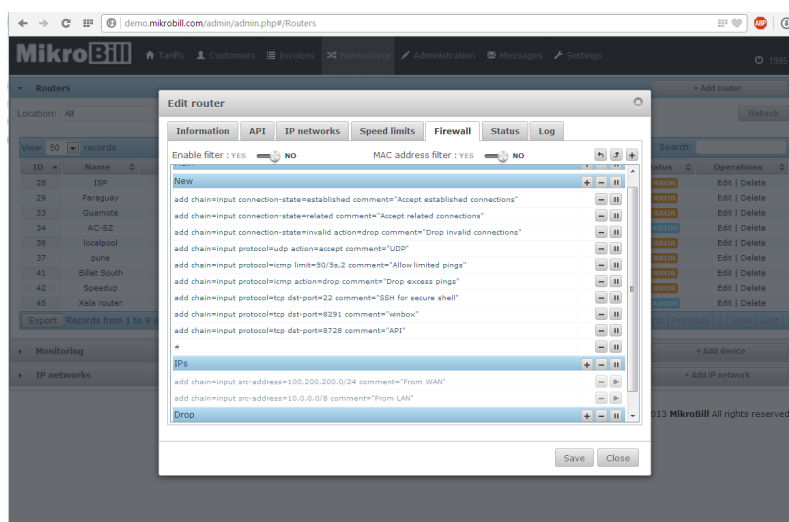 demo.mikrobill.com/admin/admin.php#/Routers
ABP
MikroBill Tariffs Customers Invoices Networking Administration Messages Settings
1995
Routers + Add router
Location: All Refresh
View 50 records Search:
ID Name Operations
28 ISP Edit | Delete
29 Paraguay Edit | Delete
33 Guamote Edit | Delete
34 AC-SZ Edit | Delete
36 localpool Edit | Delete
37 pune Edit | Delete
41 Billet South Edit | Delete
42 Speedup Edit | Delete
45 Xela router Edit | Delete
Export Records from 1 to 9 Previous 1 Next Last
Monitoring + Add device
IP networks + Add IP network
2013 MikroBill All rights reserved
Edit router
Information API IP networks Speed limits Firewall Status Log
Enable filter : YES NO MAC address filter : YES NO
New
add chain=input connection-state=established comment="Accept established connections"
add chain=input connection-state=related comment="Accept related connections"
add chain=input connection-state=invalid action=drop comment="Drop invalid connections"
add chain=input protocol=udp action=accept comment="UDP"
add chain=input protocol=icmp limit=50/5s,2 comment="Allow limited pings"
add chain=input protocol=icmp action=drop comment="Drop excess pings"
add chain=input protocol=tcp dst-port=22 comment="SSH for secure shell"
add chain=input protocol=tcp dst-port=8291 comment="winbox"
add chain=input protocol=tcp dst-port=8728 comment="API"
#
IPs
add chain=input src-address=100.200.200.0/24 comment="From WAN"
add chain=input src-address=10.0.0.0/8 comment="From LAN"
Drop
Save Close